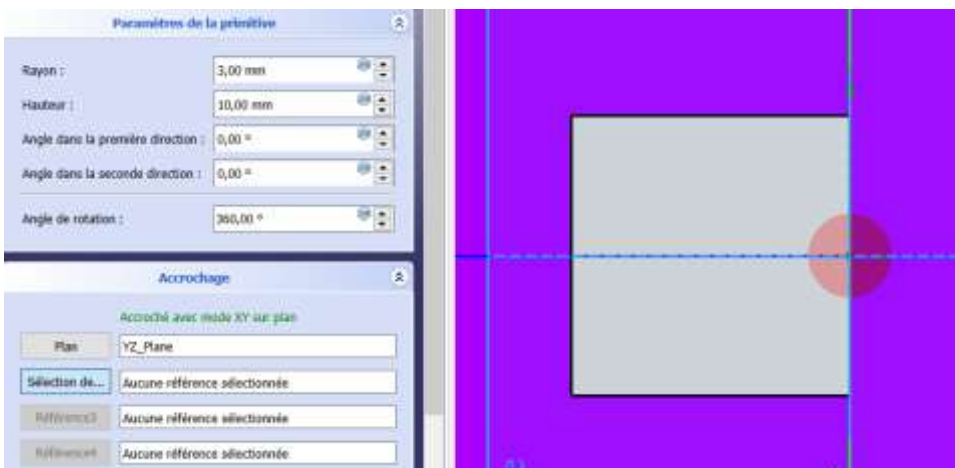 Paramètres de la primitive
Rayon : 3,00 mm
Hauteur : 10,00 mm
Angle dans la première direction : 0,00 °
Angle dans la seconde direction : 0,00 °
Angle de rotation : 360,00 °
Accrochage
Accroché avec mode XY sur plan
Plan YZ_Plane
Sélection de... Aucune référence sélectionnée
Référence3 Aucune référence sélectionnée
Référence4 Aucune référence sélectionnée